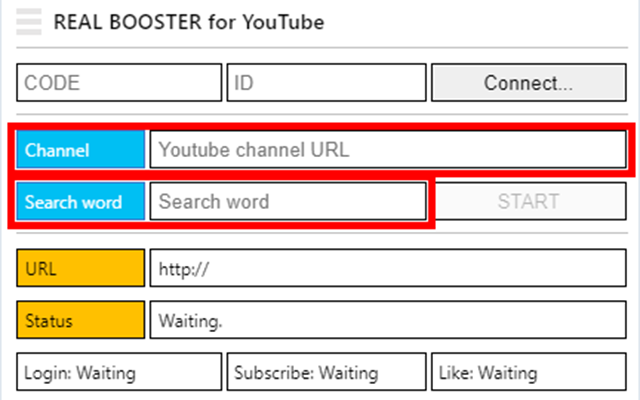 REAL BOOSTER for YouTube
CODE ID Connect...
Channel Youtube channel URL
Search word Search word START
URL http://
Status Waiting.
Login: Waiting Subscribe: Waiting Like: Waiting